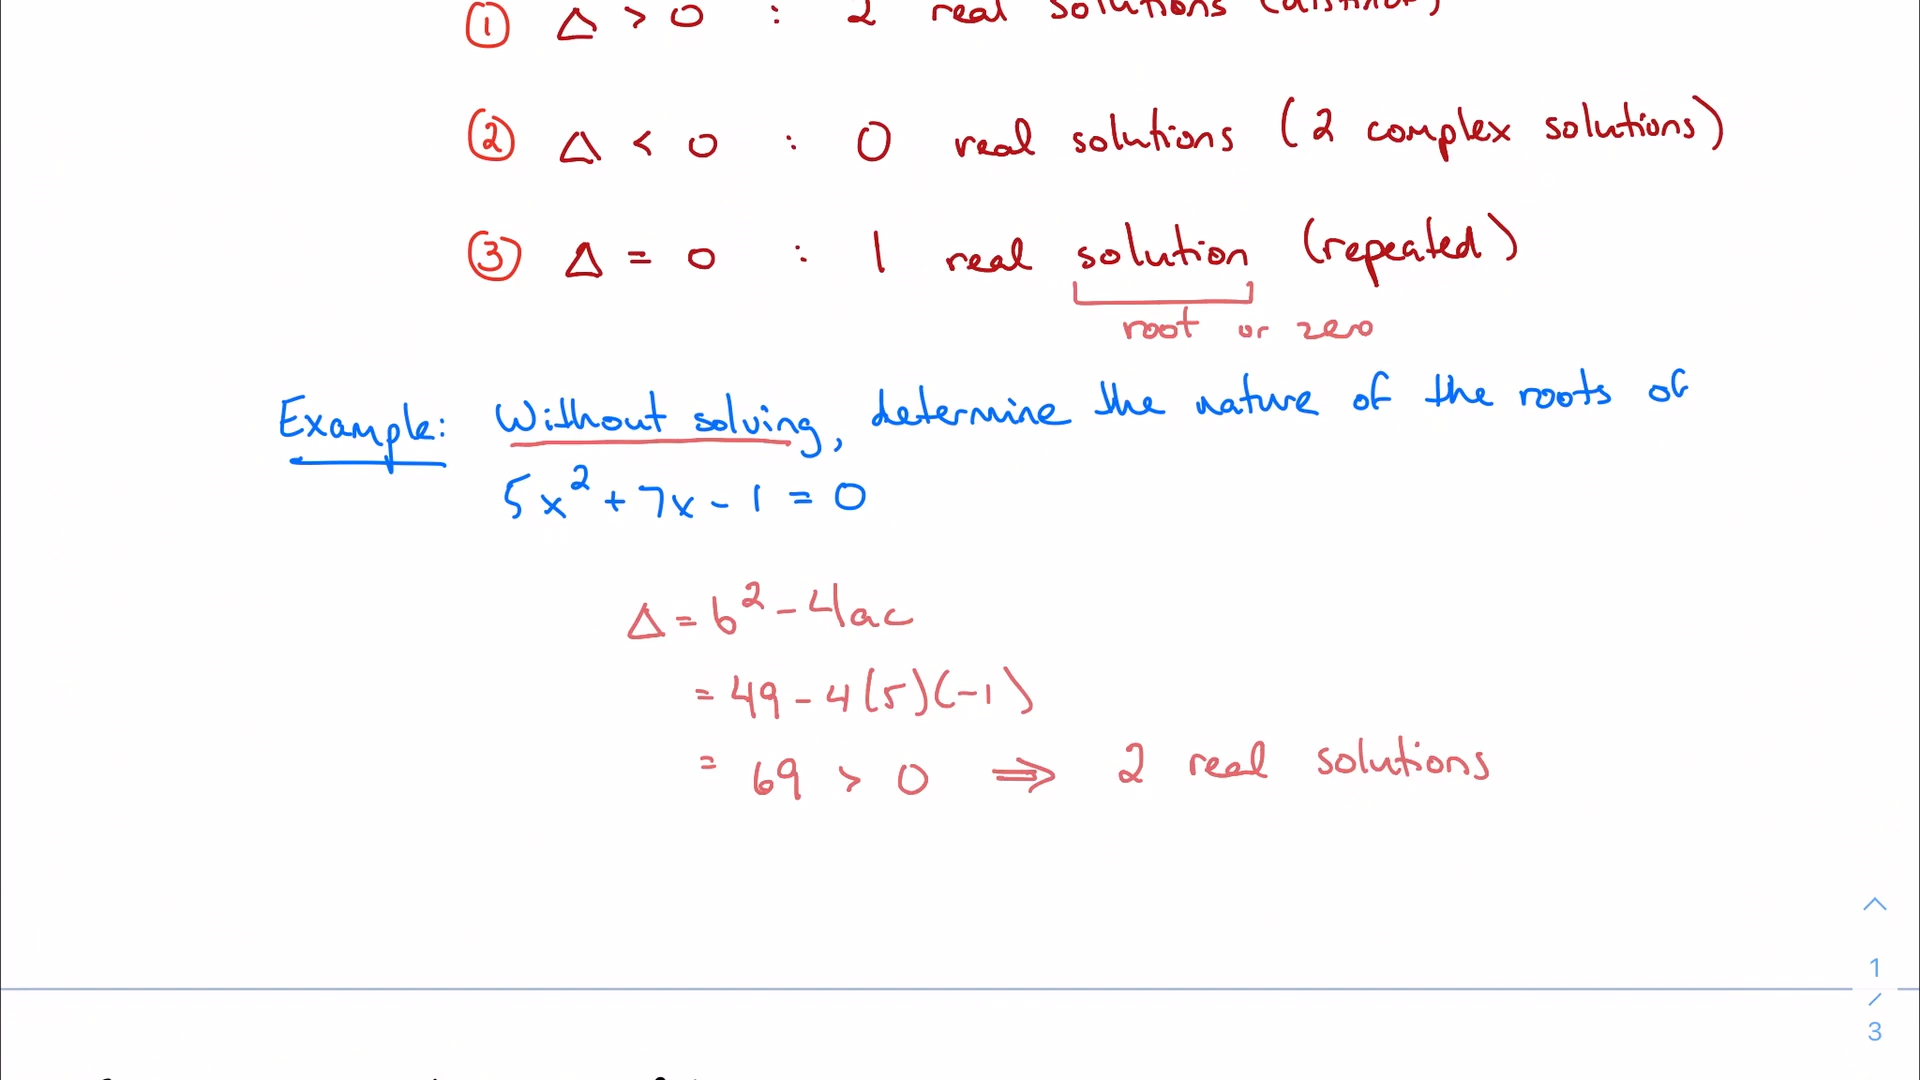 ① Δ > 0 : 2 real solutions (distinct)
② Δ < 0 : 0 real solutions (2 complex solutions)
③ Δ = 0 : 1 real solution (repeated)
root or zero
Example: Without solving, determine the nature of the roots of
5x² + 7x - 1 = 0
Δ = b² - 4ac
= 49 - 4(5)(-1)
= 69 > 0 ⇒ 2 real solutions
1
/
3